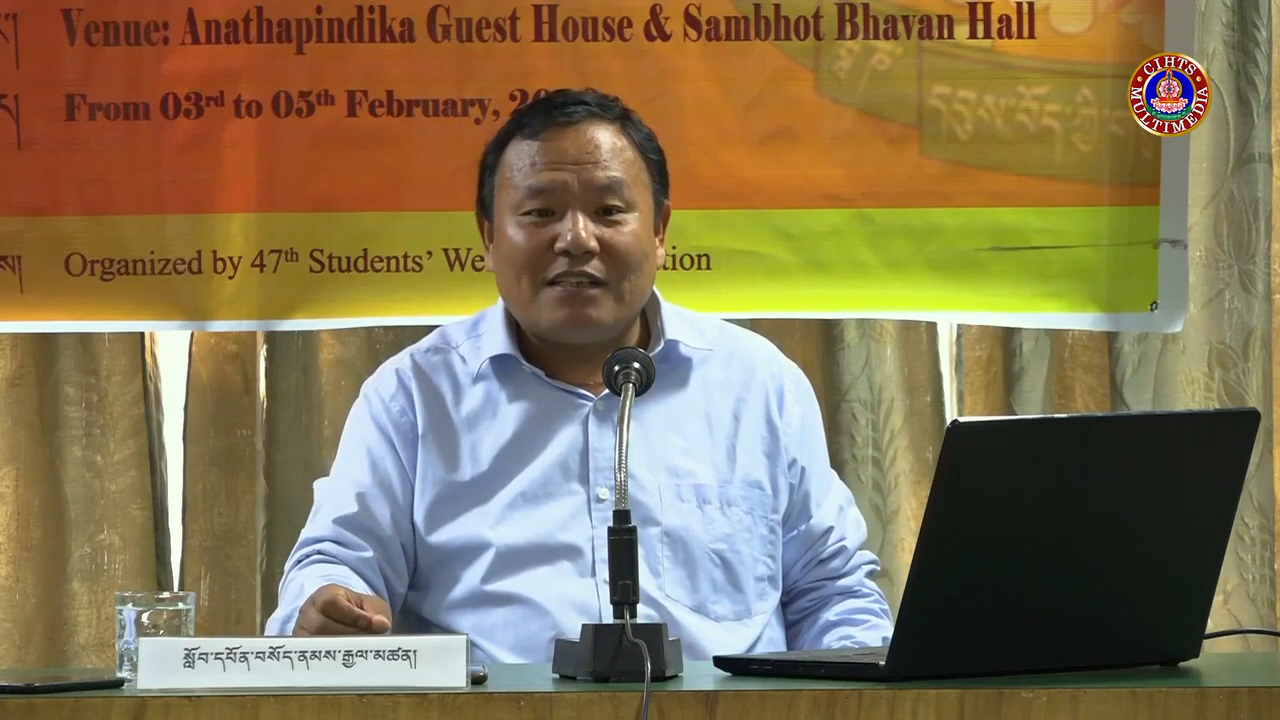 Venue: Anathapindika Guest House & Sambhot Bhavan Hall
From 03rd to 05th February,
Organized by 47th Students'
CIHTS
MULTIMEDIA
སློབ་དཔོན་བསོད་ནམས་རྒྱལ་མཚན།